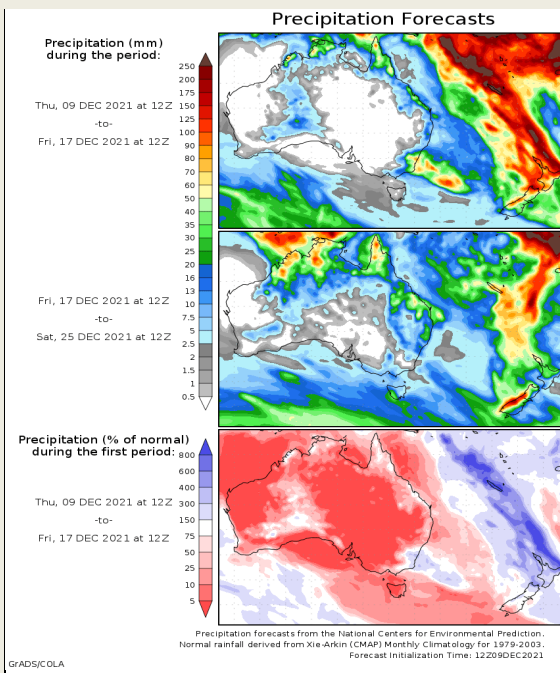 Precipitation Forecasts
Precipitation (mm)
during the period:
Thu, 09 DEC 2021 at 12Z
-to-
Fri, 17 DEC 2021 at 12Z
250
200
175
150
125
100
90
80
70
60
50
40
35
30
25
20
16
13
10
7.5
5
2.5
2
1.5
1
0.5
Fri, 17 DEC 2021 at 12Z
-to-
Sat, 25 DEC 2021 at 12Z
Precipitation (% of normal)
during the first period:
Thu, 09 DEC 2021 at 12Z
-to-
Fri, 17 DEC 2021 at 12Z
800
600
400
300
150
75
50
25
10
5
Precipitation forecasts from the National Centers for Environmental Prediction.
Normal rainfall derived from Xie-Arkin (CMAP) Monthly Climatology for 1979-2003.
Forecast Initialization Time: 12Z09DEC2021
GrADS/COLA